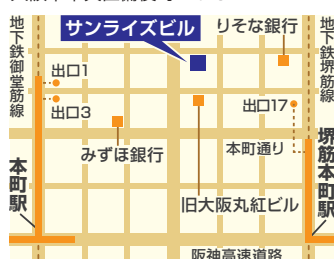 サンライズビル
りそな銀行
地下鉄御堂筋線
地下鉄堺筋線
出口1
出口3
出口17
みずほ銀行
本町通り
旧大阪丸紅ビル
本町駅
堺筋本町駅
阪神高速道路